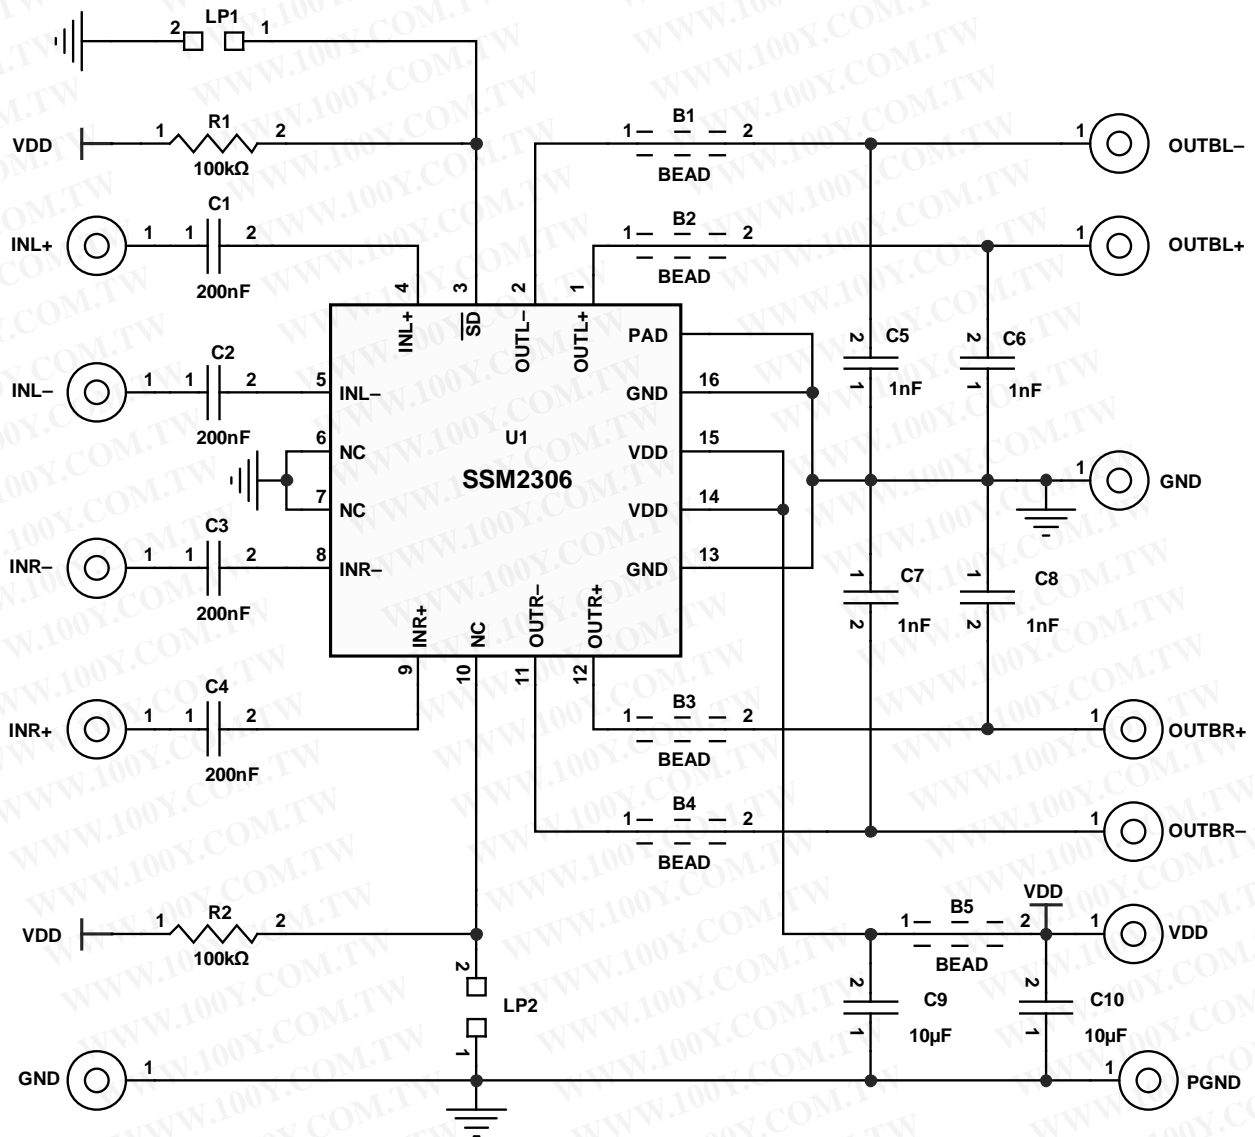 LP1
2 1
R1
VDD 1 2
100kΩ
C1
INL+ 1 1 2
200nF
C2
INL– 1 1 2
200nF
C3
INR– 1 1 2
200nF
C4
INR+ 1 1 2
200nF
4 3 2 1
INL+ SD OUTL– OUTL+
PAD
5 INL–
GND 16
6 NC
VDD 15
U1
SSM2306
7 NC
VDD 14
8 INR–
GND 13
INR+ NC OUTR– OUTR+
9 10 11 12
B1
1 2
BEAD
1 OUTBL–
B2
1 2
BEAD
1 OUTBL+
2 C5
1 1nF
2 C6
1 1nF
1 GND
1 C7
2 1nF
1 C8
2 1nF
B3
1 2
BEAD
1 OUTBR+
B4
1 2
BEAD
1 OUTBR–
R2
VDD 1 2
100kΩ
2
LP2
1
VDD
B5
1 2
BEAD
1 VDD
2 C9
1 10µF
2 C10
1 10µF
GND 1
1 PGND
WWW.100Y.COM.TW